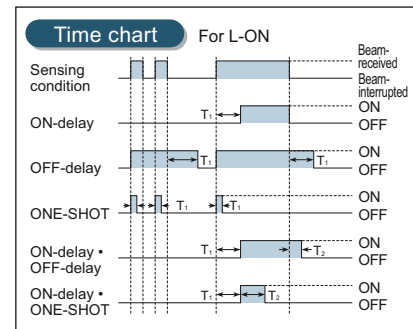 Time chart For L-ON
Sensing condition
Beam-received
Beam-interrupted
ON-delay
T₁
ON
OFF
OFF-delay
T₁
T₁
ON
OFF
ONE-SHOT
T₁
T₁
ON
OFF
ON-delay •
OFF-delay
T₁
T₂
ON
OFF
ON-delay •
ONE-SHOT
T₁
T₂
ON
OFF